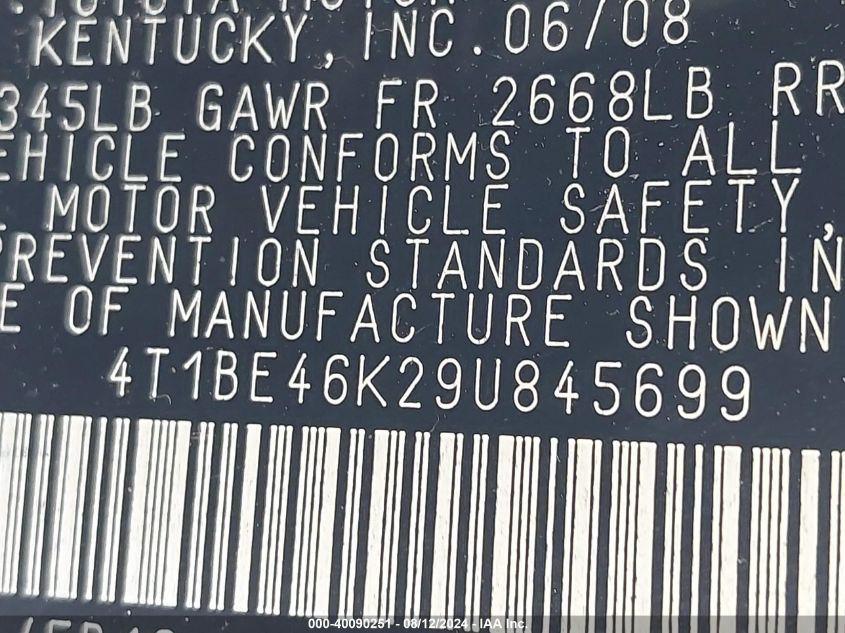 KENTUCKY, INC. 06/08
345LB GAWR FR 2668LB RR
EHICLE CONFORMS TO ALL
MOTOR VEHICLE SAFETY,
PREVENTION STANDARDS IN
E OF MANUFACTURE SHOWN
4T1BE46K29U845699
000-40090251 - 08/12/2024 - IAA Inc.